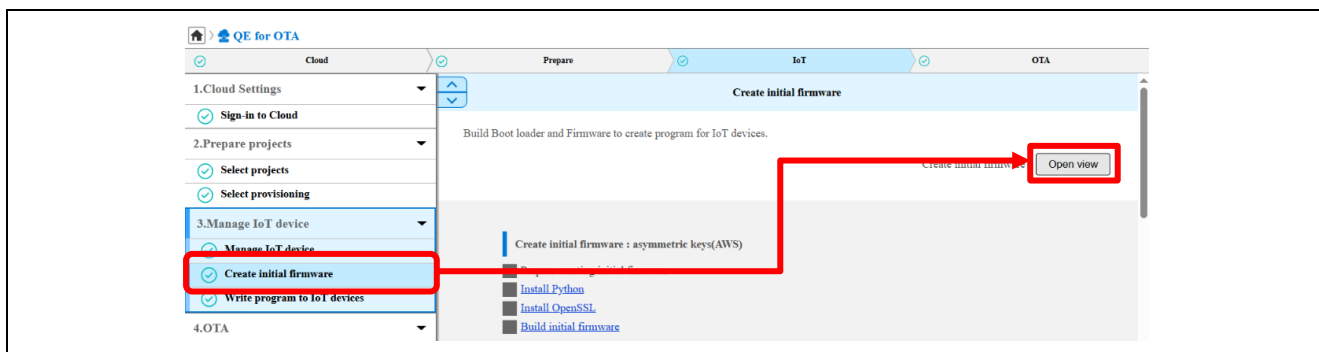 QE for OTA
Cloud
Prepare
IoT
OTA
1.Cloud Settings
Sign-in to Cloud
2.Prepare projects
Select projects
Select provisioning
3.Manage IoT device
Manage IoT device
Create initial firmware
Write program to IoT devices
4.OTA
Create initial firmware
Build Boot loader and Firmware to create program for IoT devices.
Create initial firmware
Open view
Create initial firmware : asymmetric keys(AWS)
Install Python
Install OpenSSL
Build initial firmware